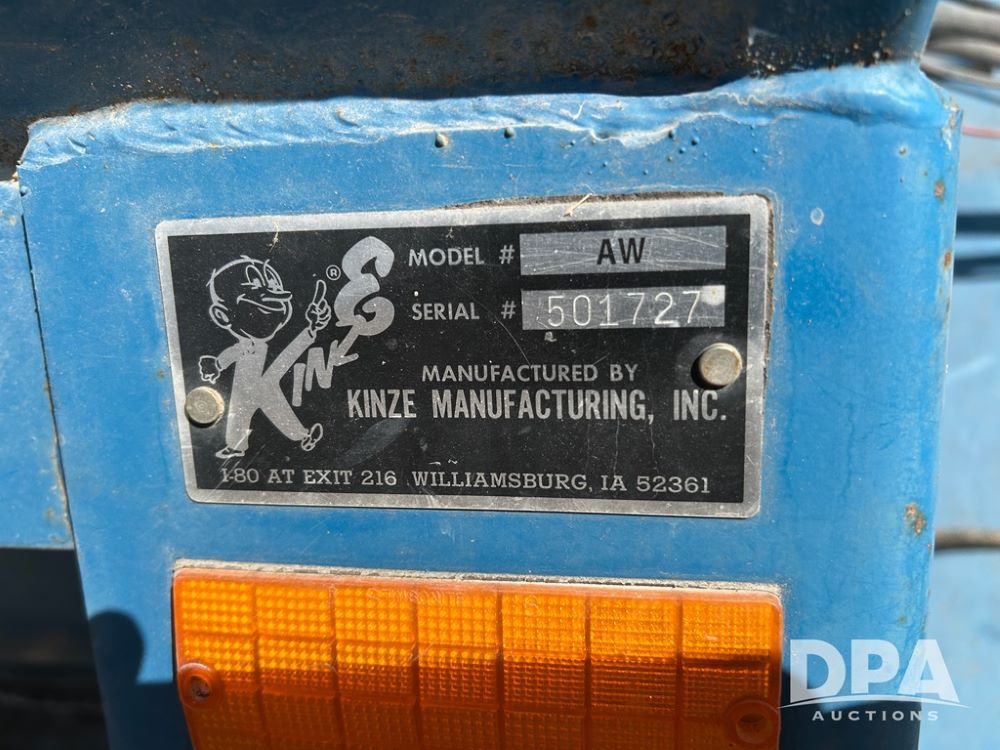 KINZE ®
MODEL # AW
SERIAL # 501727
MANUFACTURED BY
KINZE MANUFACTURING, INC.
I-80 AT EXIT 216 WILLIAMSBURG, IA 52361
DPA
AUCTIONS